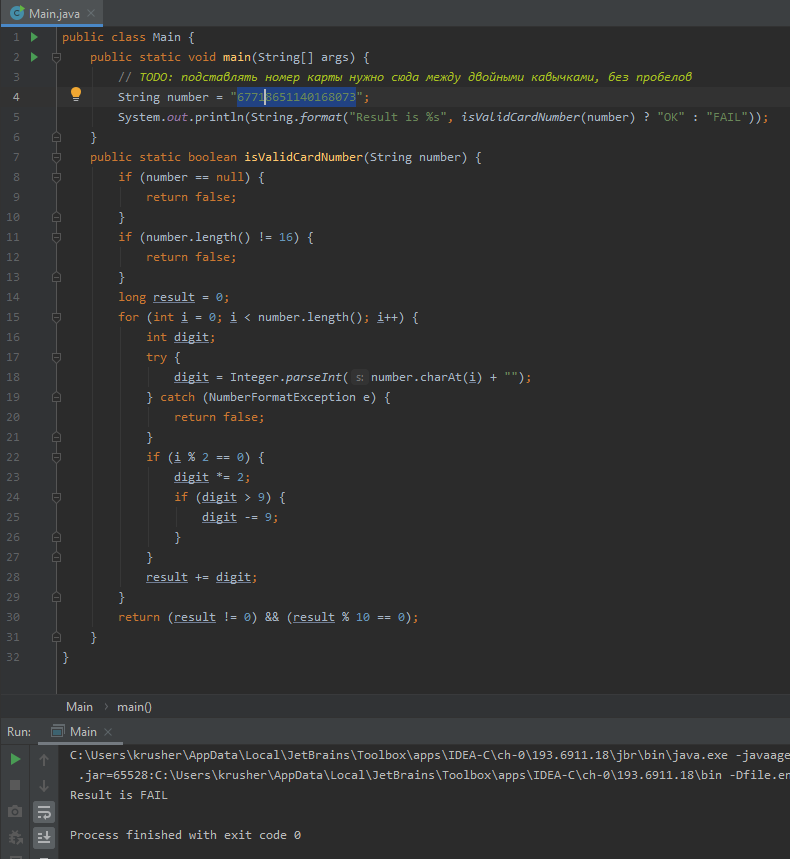 Main.java
1 public class Main {
2 public static void main(String[] args) {
3 // TODO: подставлять номер карты нужно сюда между двойными кавычками, без пробелов
4 String number = "67718651140168073";
5 System.out.println(String.format("Result is %s", isValidCardNumber(number) ? "OK" : "FAIL"));
6 }
7 public static boolean isValidCardNumber(String number) {
8 if (number == null) {
9 return false;
10 }
11 if (number.length() != 16) {
12 return false;
13 }
14 long result = 0;
15 for (int i = 0; i < number.length(); i++) {
16 int digit;
17 try {
18 digit = Integer.parseInt( s: number.charAt(i) + "");
19 } catch (NumberFormatException e) {
20 return false;
21 }
22 if (i % 2 == 0) {
23 digit *= 2;
24 if (digit > 9) {
25 digit -= 9;
26 }
27 }
28 result += digit;
29 }
30 return (result != 0) && (result % 10 == 0);
31 }
32 }
Main › main()
Run: Main
C:\Users\krusher\AppData\Local\JetBrains\Toolbox\apps\IDEA-C\ch-0\193.6911.18\jbr\bin\java.exe -javaage
.jar=65528:C:\Users\krusher\AppData\Local\JetBrains\Toolbox\apps\IDEA-C\ch-0\193.6911.18\bin -Dfile.en
Result is FAIL
Process finished with exit code 0